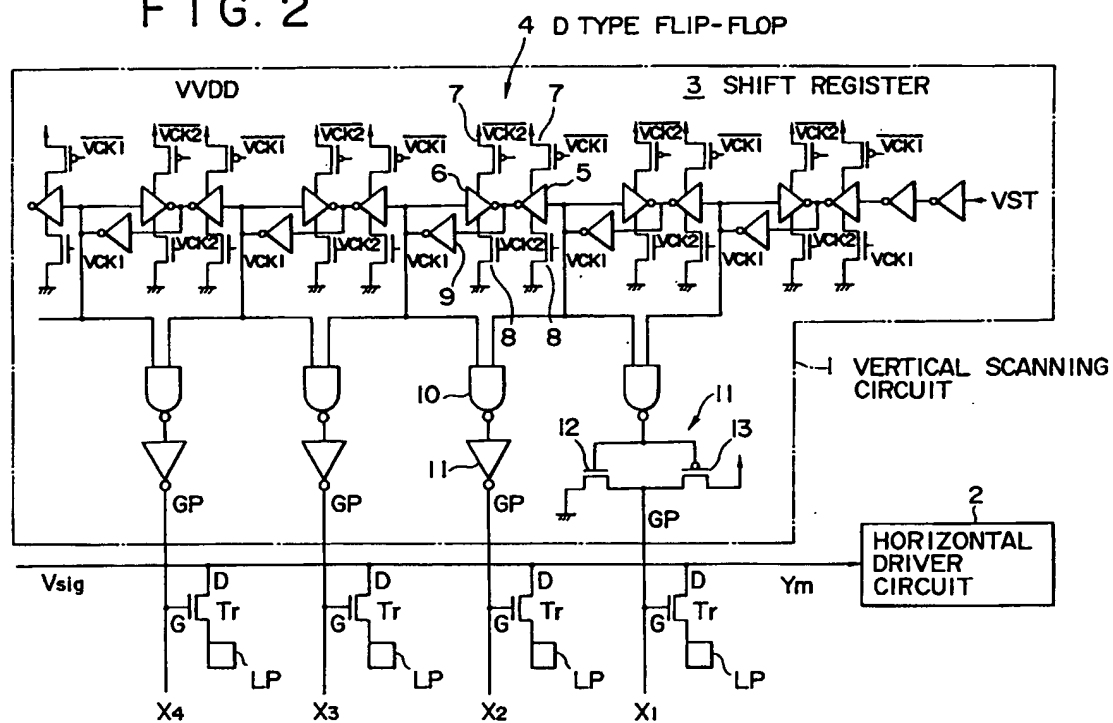 FIG. 2
4 D TYPE FLIP-FLOP
VVDD
3 SHIFT REGISTER
7
7
VCK1
VCK2
VCK1
VCK2
VCK1
VCK2
VCK1
VCK2
VCK1
VCK2
VCK1
6
5
VST
VCK1
VCK2
VCK1
VCK2
VCK1
VCK2
VCK1
VCK2
VCK1
9
8
8
1 VERTICAL SCANNING
CIRCUIT
10
11
12
13
11
GP
GP
GP
GP
2
HORIZONTAL
DRIVER
CIRCUIT
Vsig
D
D
D
D
Ym
G
Tr
G
Tr
G
Tr
G
Tr
LP
LP
LP
LP
X4
X3
X2
X1